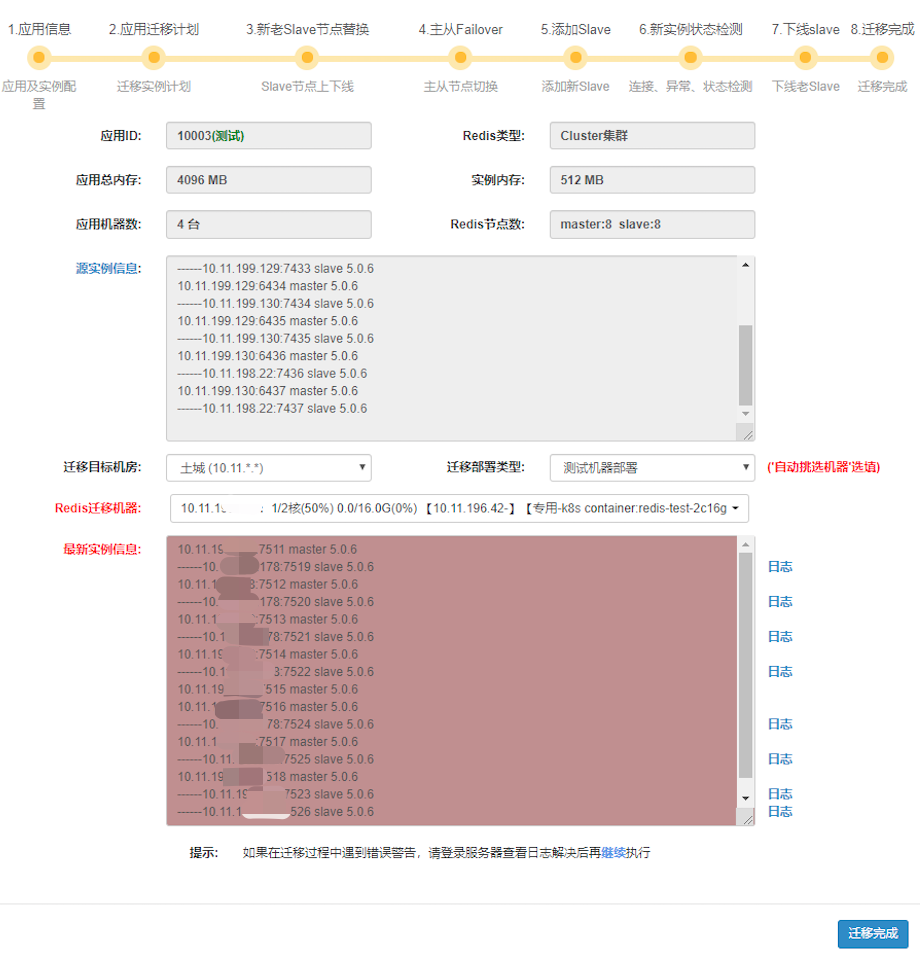 1.应用信息 2.应用迁移计划 3.新老Slave节点替换 4.主从Failover 5.添加Slave 6.新实例状态检测 7.下线slave 8.迁移完成
应用及实例配置 迁移实例计划 Slave节点上下线 主从节点切换 添加新Slave 连接、异常、状态检测 下线老Slave 迁移完成
应用ID: 10003(测试) Redis类型: Cluster集群
应用总内存: 4096 MB 实例内存: 512 MB
应用机器数: 4 台 Redis节点数: master:8 slave:8
源实例信息:
------10.11.199.129:7433 slave 5.0.6
10.11.199.129:6434 master 5.0.6
------10.11.199.130:7434 slave 5.0.6
10.11.199.129:6435 master 5.0.6
------10.11.199.130:7435 slave 5.0.6
10.11.199.130:6436 master 5.0.6
------10.11.198.22:7436 slave 5.0.6
10.11.199.130:6437 master 5.0.6
------10.11.198.22:7437 slave 5.0.6
迁移目标机房: 土城 (10.11.*.*) 迁移部署类型: 测试机器部署 ('自动挑选机器'选填)
Redis迁移机器: 10.11.1 1/2核(50%) 0.0/16.0G(0%) 【10.11.196.42-】【专用-k8s container:redis-test-2c16g
最新实例信息:
10.11.19 :7511 master 5.0.6
------10. 178:7519 slave 5.0.6 日志
10.11.1 8:7512 master 5.0.6
------10. 178:7520 slave 5.0.6 日志
10.11.1 :7513 master 5.0.6
------10.1 78:7521 slave 5.0.6 日志
10.11.19 :7514 master 5.0.6
------10.1 8:7522 slave 5.0.6 日志
10.11.19 7515 master 5.0.6
10.11.1 :7516 master 5.0.6
------10. 78:7524 slave 5.0.6 日志
10.11.1 :7517 master 5.0.6
------10.11. 7525 slave 5.0.6 日志
10.11.19 518 master 5.0.6
------10.11.19 7523 slave 5.0.6 日志
------10.11.1 526 slave 5.0.6 日志
提示: 如果在迁移过程中遇到错误警告，请登录服务器查看日志解决后再继续执行
迁移完成